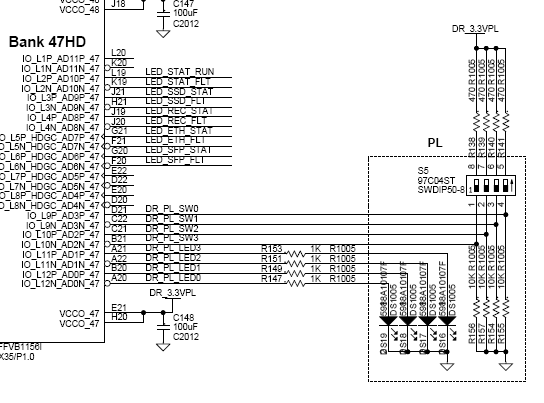 VCCO_48
J18
C147
100uF
C2012
Bank 47HD
DR_3.3VPL
IO_L1P_AD11P_47 L20
IO_L1N_AD11N_47 K20
IO_L2P_AD10P_47 L19 LED_STAT_RUN
IO_L2N_AD10N_47 K19 LED_STAT_FLT
IO_L3P_AD9P_47 J21 LED_SSD_STAT
IO_L3N_AD9N_47 H21 LED_SSD_FLT
IO_L4P_AD8P_47 J19 LED_REC_STAT
IO_L4N_AD8N_47 J20 LED_REC_FLT
IO_L5P_HDGC_AD7P_47 G21 LED_ETH_STAT
IO_L5N_HDGC_AD7N_47 F21 LED_ETH_FLT
IO_L6P_HDGC_AD6P_47 G20 LED_SFP_STAT
IO_L6N_HDGC_AD6N_47 F20 LED_SFP_FLT
IO_L7P_HDGC_AD5P_47 E22
IO_L7N_HDGC_AD5N_47 D22
IO_L8P_HDGC_AD4P_47 E20
IO_L8N_HDGC_AD4N_47 D20
IO_L9P_AD3P_47 D21 DR_PL_SW0
IO_L9N_AD3N_47 C22 DR_PL_SW1
IO_L10P_AD2P_47 C21 DR_PL_SW2
IO_L10N_AD2N_47 B21 DR_PL_SW3
IO_L11P_AD1P_47 A21 DR_PL_LED3 R153 1K R1005
IO_L11N_AD1N_47 A22 DR_PL_LED2 R151 1K R1005
IO_L12P_AD0P_47 B20 DR_PL_LED1 R149 1K R1005
IO_L12N_AD0N_47 A20 DR_PL_LED0 R147 1K R1005
470 R1005
470 R1005
470 R1005
470 R1005
R138
R139
R140
R141
PL
S5
97C04ST
SWDIP50-8
8
7
6
5
1
2
3
4
10K R1005
10K R1005
10K R1005
10K R1005
R156
R157
R154
R155
DS1005
DS1005
DS1005
DS1005
DS19
DS18
DS17
DS16
DR_3.3VPL
VCCO_47 E21
VCCO_47 H20
C148
100uF
C2012
FFVB1156I
X35/P1.0